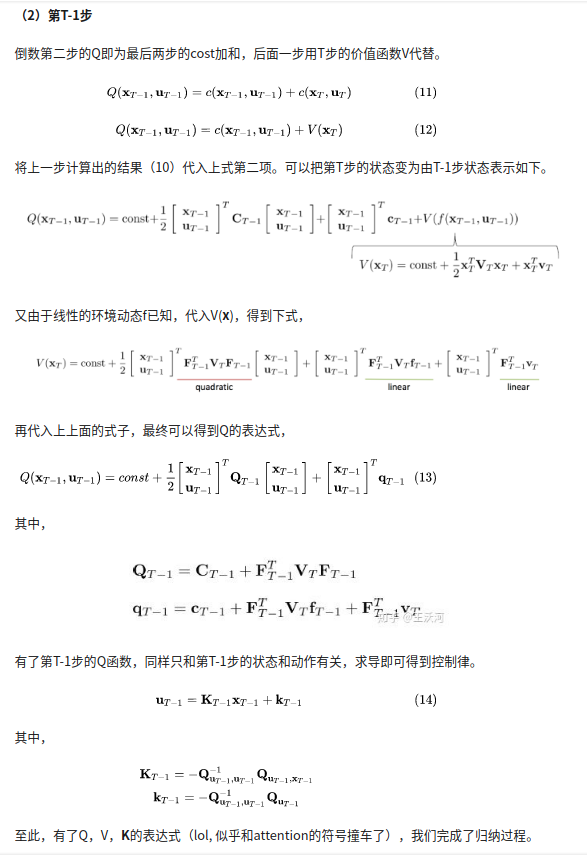 （2）第T-1步
倒数第二步的Q即为最后两步的cost加和，后面一步用T步的价值函数V代替。
$Q(\mathbf{x}_{T-1}, \mathbf{u}_{T-1}) = c(\mathbf{x}_{T-1}, \mathbf{u}_{T-1}) + c(\mathbf{x}_T, \mathbf{u}_T)$ (11)
$Q(\mathbf{x}_{T-1}, \mathbf{u}_{T-1}) = c(\mathbf{x}_{T-1}, \mathbf{u}_{T-1}) + V(\mathbf{x}_T)$ (12)
将上一步计算出的结果（10）代入上式第二项。可以把第T步的状态变为由T-1步状态表示如下。
$Q(\mathbf{x}_{T-1}, \mathbf{u}_{T-1}) = \text{const} + \frac{1}{2} \begin{bmatrix} \mathbf{x}_{T-1} \\ \mathbf{u}_{T-1} \end{bmatrix}^T \mathbf{C}_{T-1} \begin{bmatrix} \mathbf{x}_{T-1} \\ \mathbf{u}_{T-1} \end{bmatrix} + \begin{bmatrix} \mathbf{x}_{T-1} \\ \mathbf{u}_{T-1} \end{bmatrix}^T \mathbf{c}_{T-1} + V(f(\mathbf{x}_{T-1}, \mathbf{u}_{T-1}))$
$V(\mathbf{x}_T) = \text{const} + \frac{1}{2} \mathbf{x}_T^T \mathbf{V}_T \mathbf{x}_T + \mathbf{x}_T^T \mathbf{v}_T$
又由于线性的环境动态f已知，代入V(x)，得到下式，
$V(\mathbf{x}_T) = \text{const} + \frac{1}{2} \begin{bmatrix} \mathbf{x}_{T-1} \\ \mathbf{u}_{T-1} \end{bmatrix}^T \mathbf{F}_{T-1}^T \mathbf{V}_T \mathbf{F}_{T-1} \begin{bmatrix} \mathbf{x}_{T-1} \\ \mathbf{u}_{T-1} \end{bmatrix} + \begin{bmatrix} \mathbf{x}_{T-1} \\ \mathbf{u}_{T-1} \end{bmatrix}^T \mathbf{F}_{T-1}^T \mathbf{V}_T \mathbf{f}_{T-1} + \begin{bmatrix} \mathbf{x}_{T-1} \\ \mathbf{u}_{T-1} \end{bmatrix}^T \mathbf{F}_{T-1}^T \mathbf{v}_T$
quadratic linear linear
再代入上上面的式子，最终可以得到Q的表达式，
$Q(\mathbf{x}_{T-1}, \mathbf{u}_{T-1}) = const + \frac{1}{2} \begin{bmatrix} \mathbf{x}_{T-1} \\ \mathbf{u}_{T-1} \end{bmatrix}^T \mathbf{Q}_{T-1} \begin{bmatrix} \mathbf{x}_{T-1} \\ \mathbf{u}_{T-1} \end{bmatrix} + \begin{bmatrix} \mathbf{x}_{T-1} \\ \mathbf{u}_{T-1} \end{bmatrix}^T \mathbf{q}_{T-1}$ (13)
其中，
$\mathbf{Q}_{T-1} = \mathbf{C}_{T-1} + \mathbf{F}_{T-1}^T \mathbf{V}_T \mathbf{F}_{T-1}$
$\mathbf{q}_{T-1} = \mathbf{c}_{T-1} + \mathbf{F}_{T-1}^T \mathbf{V}_T \mathbf{f}_{T-1} + \mathbf{F}_{T-1}^T \mathbf{v}_T$
知乎 @生沃河
有了第T-1步的Q函数，同样只和第T-1步的状态和动作有关，求导即可得到控制律。
$\mathbf{u}_{T-1} = \mathbf{K}_{T-1} \mathbf{x}_{T-1} + \mathbf{k}_{T-1}$ (14)
其中，
$\mathbf{K}_{T-1} = -\mathbf{Q}_{\mathbf{u}_{T-1}, \mathbf{u}_{T-1}}^{-1} \mathbf{Q}_{\mathbf{u}_{T-1}, \mathbf{x}_{T-1}}$
$\mathbf{k}_{T-1} = -\mathbf{Q}_{\mathbf{u}_{T-1}, \mathbf{u}_{T-1}}^{-1} \mathbf{Q}_{\mathbf{u}_{T-1}}$
至此，有了Q，V，K的表达式（lol, 似乎和attention的符号撞车了），我们完成了归纳过程。